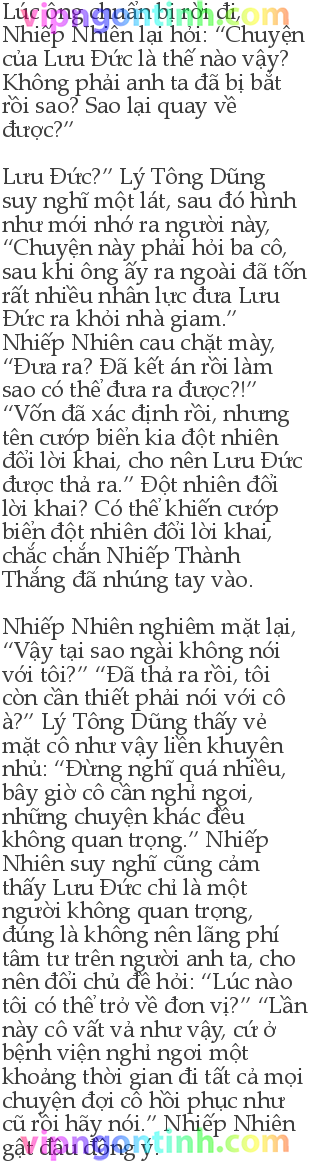 Lúc ông chuẩn bị rời đi,
Nhiếp Nhiên lại hỏi: “Chuyện
của Lưu Đức là thế nào vậy?
Không phải anh ta đã bị bắt
rồi sao? Sao lại quay về
được?”
Lưu Đức?” Lý Tông Dũng
suy nghĩ một lát, sau đó hình
như mới nhớ ra người này,
“Chuyện này phải hỏi ba cô,
sau khi ông ấy ra ngoài đã tốn
rất nhiều nhân lực đưa Lưu
Đức ra khỏi nhà giam.”
Nhiếp Nhiên cau chặt mày,
“Đưa ra? Đã kết án rồi làm
sao có thể đưa ra được?!”
“Vốn đã xác định rồi, nhưng
tên cướp biển kia đột nhiên
đổi lời khai, cho nên Lưu Đức
được thả ra.” Đột nhiên đổi
lời khai? Có thể khiến cướp
biển đột nhiên đổi lời khai,
chắc chắn Nhiếp Thành
Thắng đã nhúng tay vào.
Nhiếp Nhiên nghiêm mặt lại,
“Vậy tại sao ngài không nói
với tôi?” “Đã thả ra rồi, tôi
còn cần thiết phải nói với cô
à?” Lý Tông Dũng thấy vẻ
mặt cô như vậy liền khuyên
nhủ: “Đừng nghĩ quá nhiều,
bây giờ cô cần nghỉ ngơi,
những chuyện khác đều
không quan trọng.” Nhiếp
Nhiên suy nghĩ cũng cảm
thấy Lưu Đức chỉ là một
người không quan trọng,
đúng là không nên lãng phí
tâm tư trên người anh ta, cho
nên đổi chủ đề hỏi: “Lúc nào
tôi có thể trở về đơn vị?” “Lần
này cô vất vả như vậy, cứ ở
bệnh viện nghỉ ngơi một
khoảng thời gian đi tất cả mọi
chuyện đợi cô hồi phục như
cũ rồi hãy nói.” Nhiếp Nhiên
gật đầu đồng ý.
vipngontinh.com
vipngontinh.com